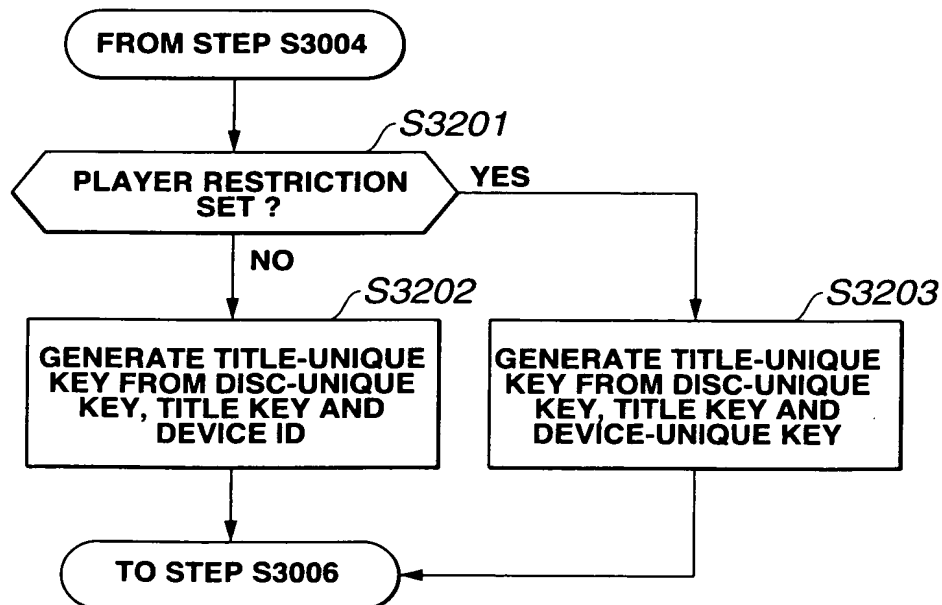 FROM STEP S3004
S3201
PLAYER RESTRICTION
SET ?
YES
NO
S3202
GENERATE TITLE-UNIQUE
KEY FROM DISC-UNIQUE
KEY, TITLE KEY AND
DEVICE ID
S3203
GENERATE TITLE-UNIQUE
KEY FROM DISC-UNIQUE
KEY, TITLE KEY AND
DEVICE-UNIQUE KEY
TO STEP S3006